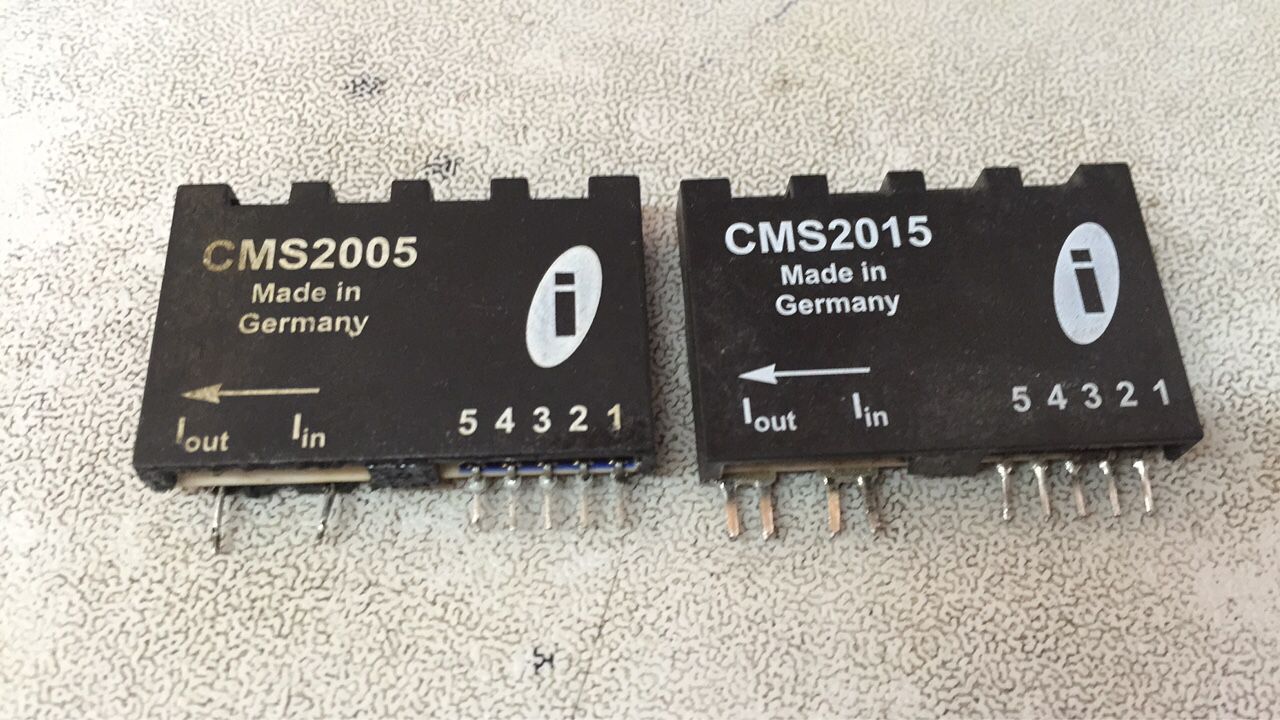 CMS2005
Made in
Germany
i
Iout Iin
5 4 3 2 1
CMS2015
Made in
Germany
i
Iout Iin
5 4 3 2 1